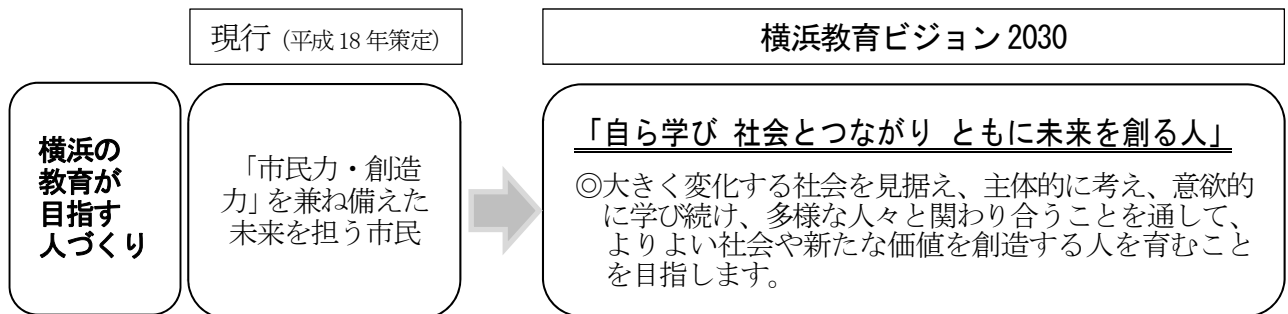 現行（平成18年策定）
横浜教育ビジョン2030
横浜の
教育が
目指す
人づくり
「市民力・創造
力」を兼ね備えた
未来を担う市民
「自ら学び 社会とつながり ともに未来を創る人」
◎大きく変化する社会を見据え、主体的に考え、意欲的
に学び続け、多様な人々と関わり合うことを通して、
よりよい社会や新たな価値を創造する人を育むこと
を目指します。